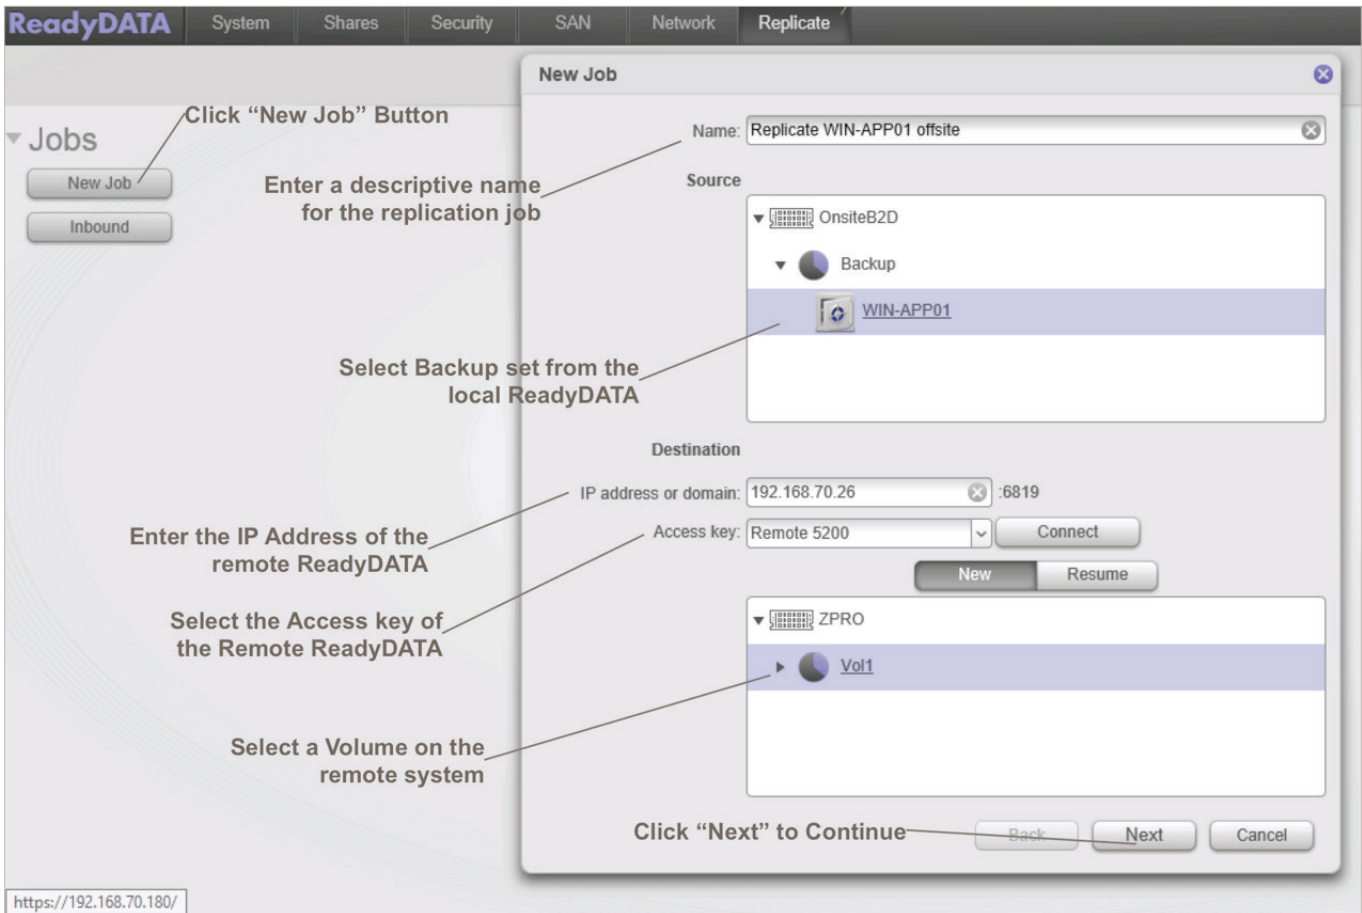 ReadyDATA System Shares Security SAN Network Replicate
New Job
Click “New Job” Button
Jobs
New Job
Inbound
Name: Replicate WIN-APP01 offsite
Enter a descriptive name
for the replication job
Source
OnsiteB2D
Backup
WIN-APP01
Select Backup set from the
local ReadyDATA
Destination
IP address or domain: 192.168.70.26 :6819
Enter the IP Address of the
remote ReadyDATA
Access key: Remote 5200 Connect
New Resume
Select the Access key of
the Remote ReadyDATA
ZPRO
Vol1
Select a Volume on the
remote system
Click “Next” to Continue
Back Next Cancel
https://192.168.70.180/